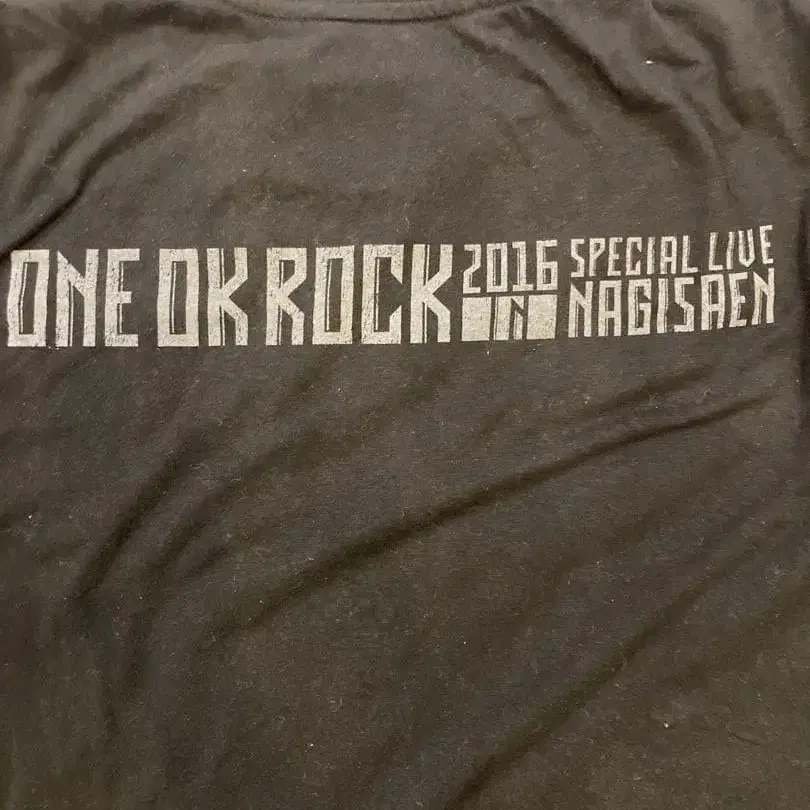 ONE OK ROCK 2016 IN SPECIAL LIVE NAGISAEN